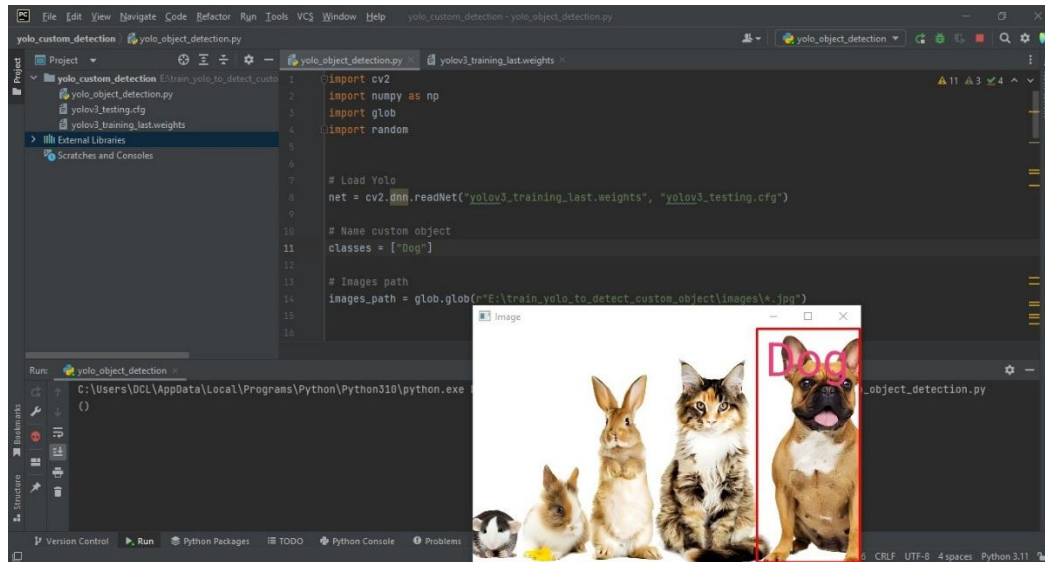 PC File Edit View Navigate Code Refactor Run Tools VCS Window Help yolo_custom_detection - yolo_object_detection.py
yolo_custom_detection yolo_object_detection.py yolo_object_detection
Project
Project
yolo_object_detection.py
yolov3_training_last.weights
yolo_custom_detection E:\train_yolo_to_detect_custo
yolo_object_detection.py
yolov3_testing.cfg
yolov3_training_last.weights
External Libraries
Scratches and Consoles
11 3 4
1 import cv2
2 import numpy as np
3 import glob
4 import random
5
6
7 # Load Yolo
8 net = cv2.dnn.readNet("yolov3_training_last.weights", "yolov3_testing.cfg")
9
10 # Name custom object
11 classes = ["Dog"]
12
13 # Images path
14 images_path = glob.glob(r"E:\train_yolo_to_detect_custom_object\images\*.jpg")
15
16
Image
Dog
Run: yolo_object_detection
C:\Users\DCL\AppData\Local\Programs\Python\Python310\python.exe _object_detection.py
()
Bookmarks
Structure
Version Control Run Python Packages TODO Python Console Problems
CRLF UTF-8 4 spaces Python 3.11